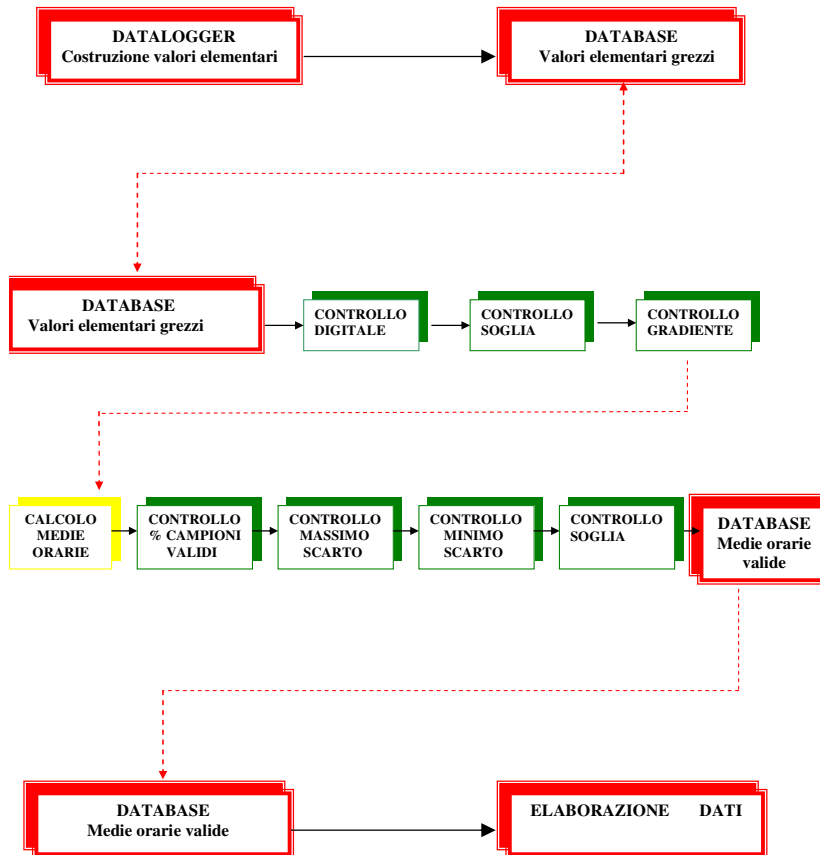 DATALOGGER
Costruzione valori elementari
DATABASE
Valori elementari grezzi
DATABASE
Valori elementari grezzi
CONTROLLO
DIGITALE
CONTROLLO
SOGLIA
CONTROLLO
GRADIENTE
CALCOLO
MEDIE
ORARIE
CONTROLLO
% CAMPIONI
VALIDI
CONTROLLO
MASSIMO
SCARTO
CONTROLLO
MINIMO
SCARTO
CONTROLLO
SOGLIA
DATABASE
Medie orarie
valide
DATABASE
Medie orarie valide
ELABORAZIONE DATI